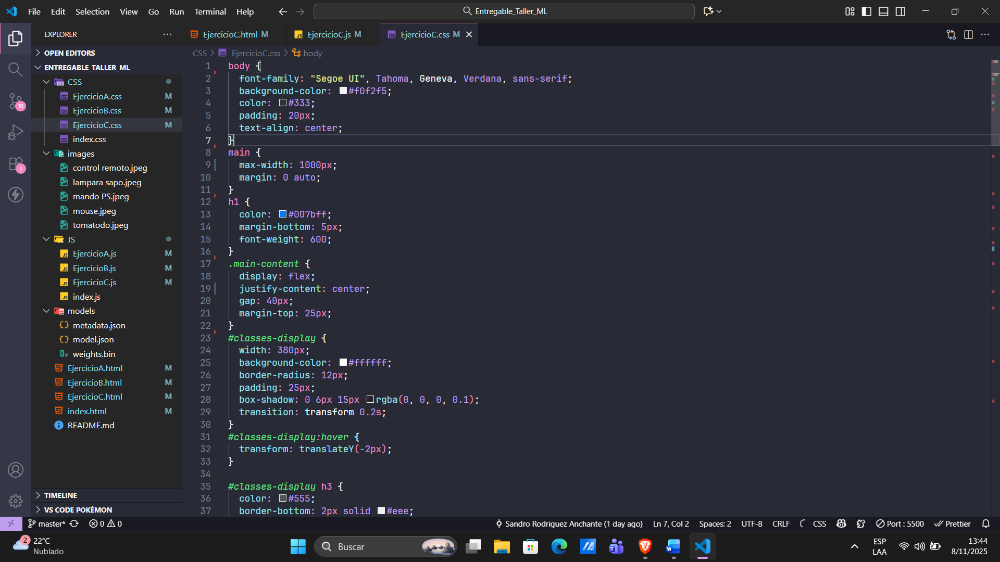 File Edit Selection View Go Run Terminal Help
Entregable_Taller_ML
EXPLORER
EjercicioC.html M
EjercicioC.js M
EjercicioC.css M
OPEN EDITORS
ENTREGABLE_TALLER_ML
CSS
EjercicioA.css M
EjercicioB.css M
EjercicioC.css M
index.css
images
control remoto.jpeg
lampara sapo.jpeg
mando PS.jpeg
mouse.jpeg
tomatodo.jpeg
JS
EjercicioA.js M
EjercicioB.js M
EjercicioC.js M
index.js
models
metadata.json
model.json
weights.bin
EjercicioA.html M
EjercicioB.html M
EjercicioC.html M
index.html M
README.md
TIMELINE
VS CODE POKÉMON
10
1
CSS > EjercicioC.css > body
1 body {
2 font-family: "Segoe UI", Tahoma, Geneva, Verdana, sans-serif;
3 background-color: #f0f2f5;
4 color: #333;
5 padding: 20px;
6 text-align: center;
7 }
8 main {
9 max-width: 1000px;
10 margin: 0 auto;
11 }
12 h1 {
13 color: #007bff;
14 margin-bottom: 5px;
15 font-weight: 600;
16 }
17 .main-content {
18 display: flex;
19 justify-content: center;
20 gap: 40px;
21 margin-top: 25px;
22 }
23 #classes-display {
24 width: 380px;
25 background-color: #ffffff;
26 border-radius: 12px;
27 padding: 25px;
28 box-shadow: 0 6px 15px rgba(0, 0, 0, 0.1);
29 transition: transform 0.2s;
30 }
31 #classes-display:hover {
32 transform: translateY(-2px);
33 }
34
35 #classes-display h3 {
36 color: #555;
37 border-bottom: 2px solid #eee;
master* 0 0 Sandro Rodriguez Anchante (1 day ago) Ln 7, Col 2 Spaces: 2 UTF-8 CRLF CSS Port : 5500 Prettier
2
22°C
Nublado
Buscar
ESP
LAA
13:44
8/11/2025